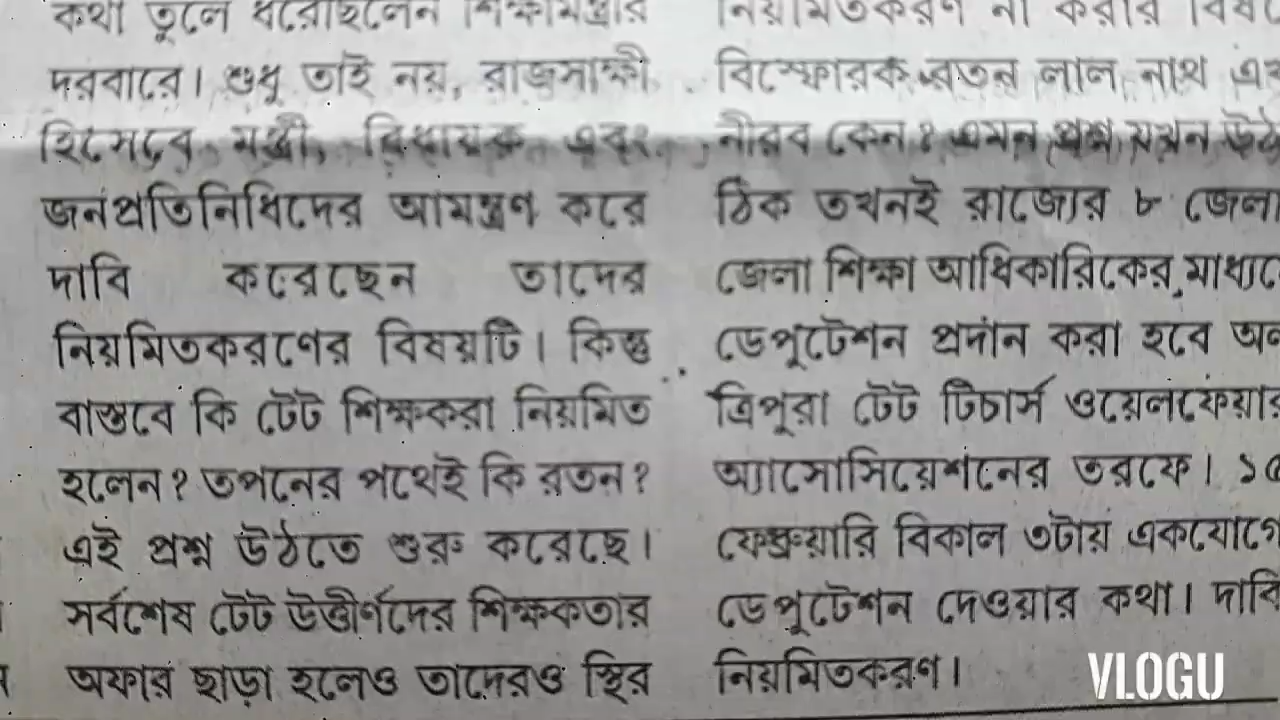 কথা তুলে ধরেছিলেন শিক্ষামন্ত্রীর
দরবারে। শুধু তাই নয়, রাজসাক্ষী
হিসেবে মন্ত্রী, বিধায়ক এবং
জনপ্রতিনিধিদের আমন্ত্রণ করে
দাবি করেছেন তাদের
নিয়মিতকরণের বিষয়টি। কিন্তু
বাস্তবে কি টেট শিক্ষকরা নিয়মিত
হলেন? তপনের পথেই কি রতন?
এই প্রশ্ন উঠতে শুরু করেছে।
সর্বশেষ টেট উত্তীর্ণদের শিক্ষকতার
অফার ছাড়া হলেও তাদেরও স্থির
নিয়মিতকরণ না করার
বিস্ফোরক রতন লাল নাথ
নীরব কেন? এমন প্রশ্ন যখন
ঠিক তখনই রাজ্যের ৮ জেলা
জেলা শিক্ষা আধিকারিকের
ডেপুটেশন প্রদান করা হবে
ত্রিপুরা টেট টিচার্স ওয়েলফেয়ার
অ্যাসোসিয়েশনের তরফে।
ফেব্রুয়ারি বিকাল ৩টায়
ডেপুটেশন দেওয়ার কথা। দাবি
নিয়মিতকরণ।
VLOGU